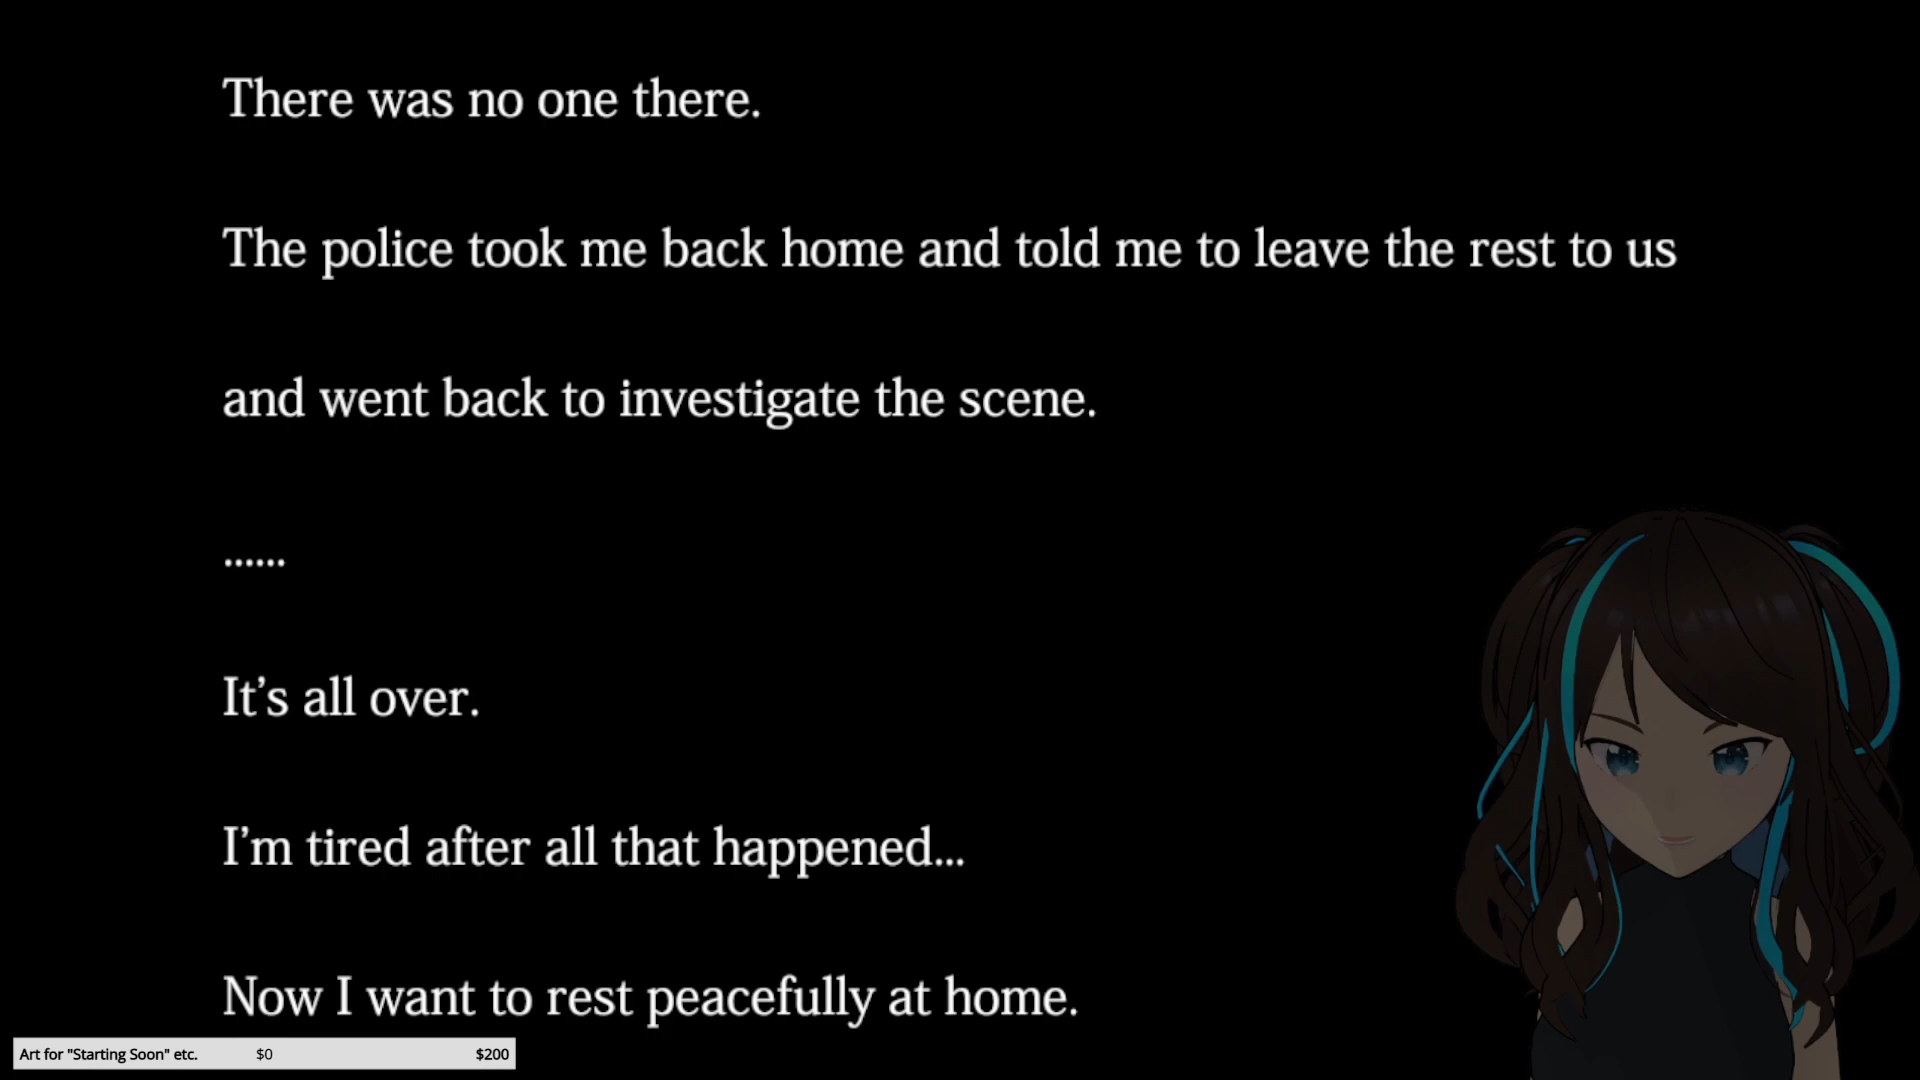 There was no one there.
The police took me back home and told me to leave the rest to us
and went back to investigate the scene.
......
It’s all over.
I’m tired after all that happened...
Now I want to rest peacefully at home.
Art for "Starting Soon" etc. $0 $200